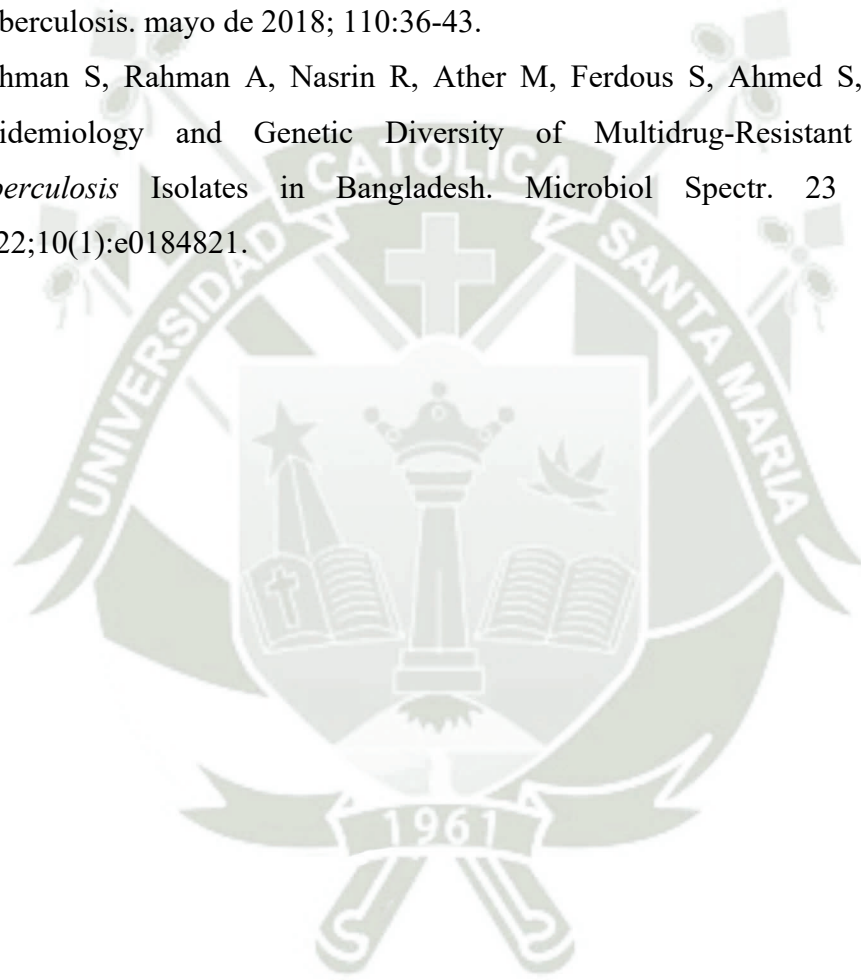 berculosis. mayo de 2018; 110:36-43.
hman S, Rahman A, Nasrin R, Ather M, Ferdous S, Ahmed S,
idemiology and Genetic Diversity of Multidrug-Resistant
perculosis Isolates in Bangladesh. Microbiol Spectr. 23
22;10(1):e0184821.
UNIVERSIDAD CATOLICA SANTA MARIA
1961